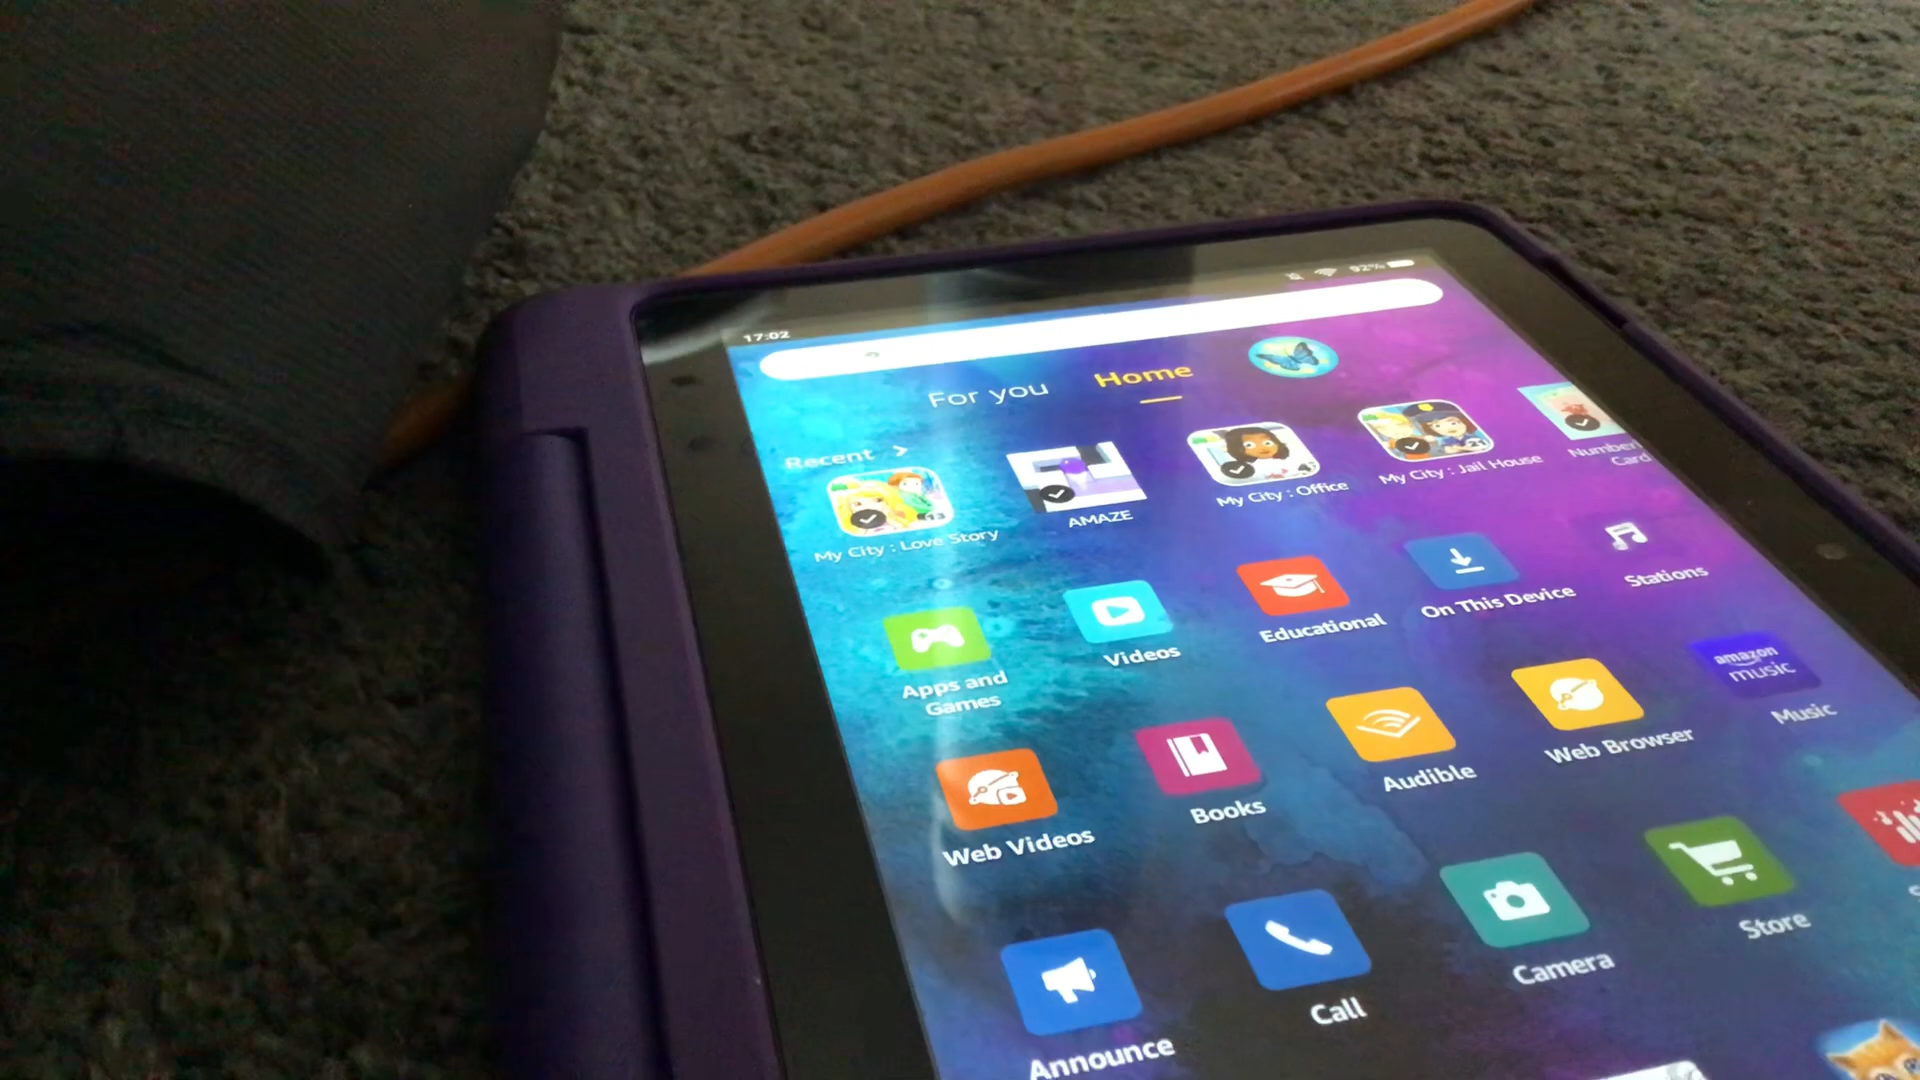 17:02
92%
For you
Home
Recent
My City : Love Story
AMAZE
My City : Office
My City : Jail House
Number
Card
Apps and
Games
Videos
Educational
On This Device
Stations
Web Videos
Books
Audible
Web Browser
amazon
music
Music
Announce
Call
Camera
Store